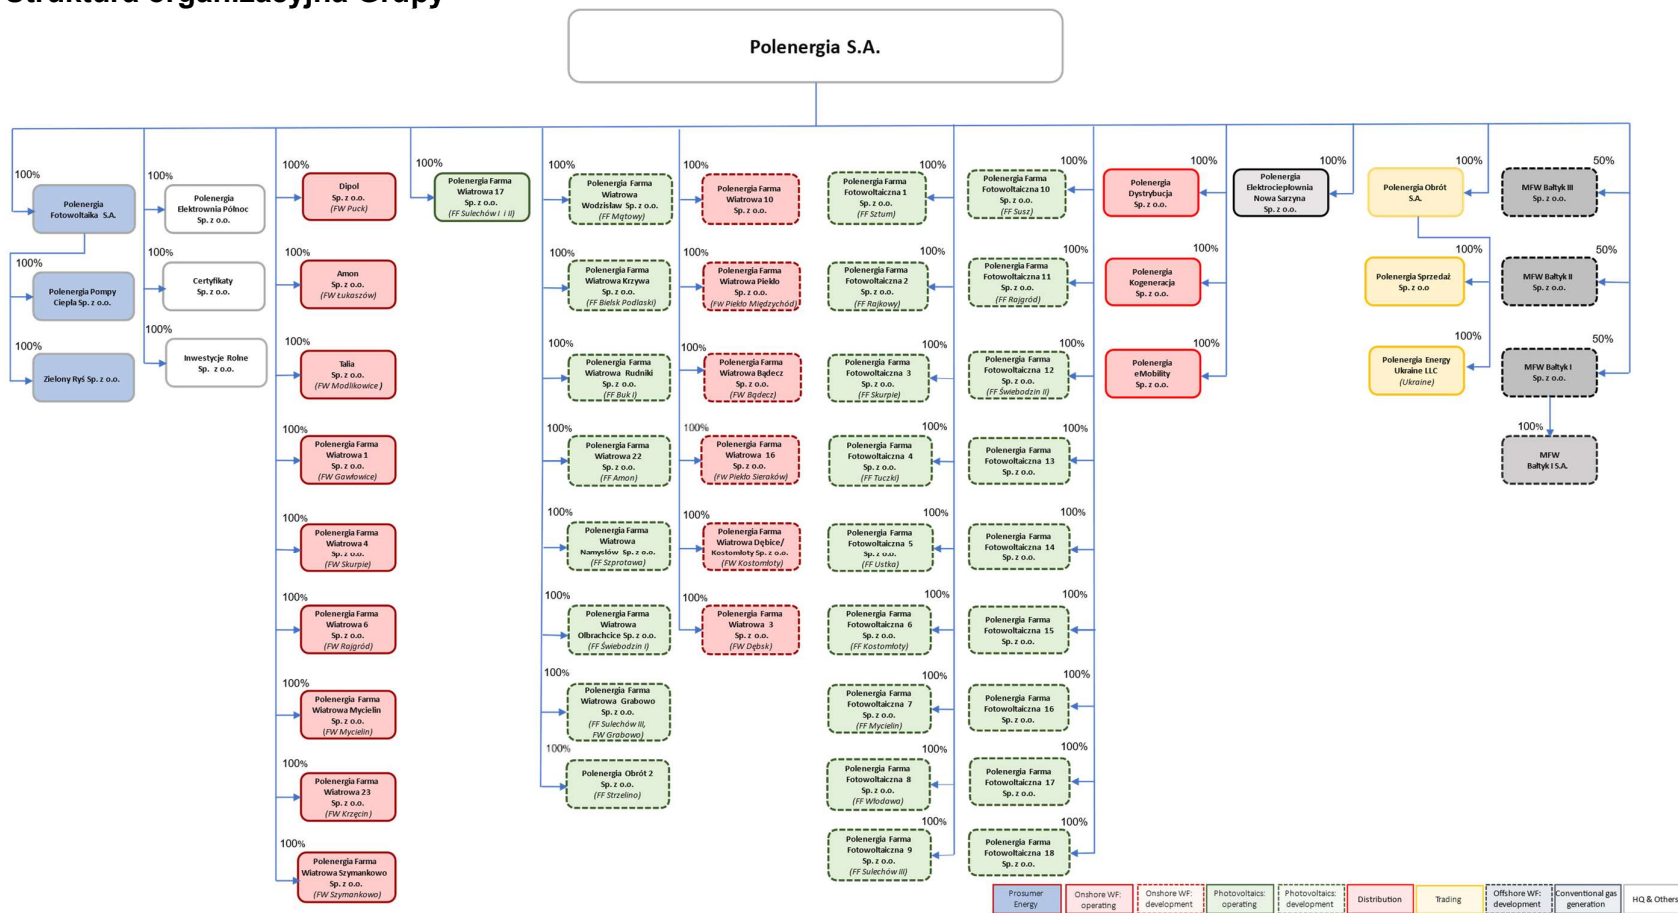 Struktura organizacyjna Grupy
Polenergia S.A.
100%
Polenergia
Fotowoltaika S.A.
100%
Polenergia Pompy
Ciepła Sp. z o.o.
100%
Zielony Ryś Sp. z o.o.
100%
Polenergia
Elektrownia Północ
Sp. z o.o.
100%
Certyfikaty
Sp. z o.o.
100%
Inwestycje Rolne
Sp. z o.o.
100%
Dipol
Sp. z o.o.
(FW Puck)
100%
Amon
Sp. z o.o.
(FW Łukaszów)
100%
Talia
Sp. z o.o.
(FW Modlikowice)
100%
Polenergia Farma
Wiatrowa 1
Sp. z o.o.
(FW Gawłowice)
100%
Polenergia Farma
Wiatrowa 4
Sp. z o.o.
(FW Skurpie)
100%
Polenergia Farma
Wiatrowa 6
Sp. z o.o.
(FW Rajgród)
100%
Polenergia Farma
Wiatrowa Mycielin
Sp. z o.o.
(FW Mycielin)
100%
Polenergia Farma
Wiatrowa 23
Sp. z o.o.
(FW Krzęcin)
100%
Polenergia Farma
Wiatrowa Szymankowo
Sp. z o.o.
(FW Szymankowo)
100%
Polenergia Farma
Wiatrowa 17
Sp. z o.o.
(FF Sulechów I i II)
100%
Polenergia Farma
Wiatrowa
Wodzisław Sp. z o.o.
(FF Mątowy)
100%
Polenergia Farma
Wiatrowa Krzywa
Sp. z o.o.
(FF Bielsk Podlaski)
100%
Polenergia Farma
Wiatrowa Rudniki
Sp. z o.o.
(FF Buk I)
100%
Polenergia Farma
Wiatrowa 22
Sp. z o.o.
(FF Amon)
100%
Polenergia Farma
Wiatrowa
Namysłów Sp. z o.o.
(FF Szprotawa)
100%
Polenergia Farma
Wiatrowa
Olbrachcice Sp. z o.o.
(FF Świebodzin I)
100%
Polenergia Farma
Wiatrowa Grabowo
Sp. z o.o.
(FF Sulechów III,
FW Grabowo)
100%
Polenergia Obrót 2
Sp. z o.o.
(FF Strzelino)
100%
Polenergia Farma
Wiatrowa 10
Sp. z o.o.
100%
Polenergia Farma
Wiatrowa Piekło
Sp. z o.o.
(FW Piekło Międzychód)
100%
Polenergia Farma
Wiatrowa Bądecz
Sp. z o.o.
(FW Bądecz)
100%
Polenergia Farma
Wiatrowa 16
Sp. z o.o.
(FW Piekło Sieraków)
100%
Polenergia Farma
Wiatrowa Dębice/
Kostomłoty Sp. z o.o.
(FW Kostomłoty)
100%
Polenergia Farma
Wiatrowa 3
Sp. z o.o.
(FW Dębsk)
100%
Polenergia Farma
Fotowoltaiczna 1
Sp. z o.o.
(FF Sztum)
100%
Polenergia Farma
Fotowoltaiczna 2
Sp. z o.o.
(FF Rajkowy)
100%
Polenergia Farma
Fotowoltaiczna 3
Sp. z o.o.
(FF Skurpie)
100%
Polenergia Farma
Fotowoltaiczna 4
Sp. z o.o.
(FF Tuczki)
100%
Polenergia Farma
Fotowoltaiczna 5
Sp. z o.o.
(FF Ustka)
100%
Polenergia Farma
Fotowoltaiczna 6
Sp. z o.o.
(FF Kostomłoty)
100%
Polenergia Farma
Fotowoltaiczna 7
Sp. z o.o.
(FF Mycielin)
100%
Polenergia Farma
Fotowoltaiczna 8
Sp. z o.o.
(FF Włodawa)
100%
Polenergia Farma
Fotowoltaiczna 9
Sp. z o.o.
(FF Sulechów III)
100%
Polenergia Farma
Fotowoltaiczna 10
Sp. z o.o.
(FF Susz)
100%
Polenergia Farma
Fotowoltaiczna 11
Sp. z o.o.
(FF Rajgród)
100%
Polenergia Farma
Fotowoltaiczna 12
Sp. z o.o.
(FF Świebodzin II)
100%
Polenergia Farma
Fotowoltaiczna 13
Sp. z o.o.
100%
Polenergia Farma
Fotowoltaiczna 14
Sp. z o.o.
100%
Polenergia Farma
Fotowoltaiczna 15
Sp. z o.o.
100%
Polenergia Farma
Fotowoltaiczna 16
Sp. z o.o.
100%
Polenergia Farma
Fotowoltaiczna 17
Sp. z o.o.
100%
Polenergia Farma
Fotowoltaiczna 18
Sp. z o.o.
100%
Polenergia
Dystrybucja
Sp. z o.o.
100%
Polenergia
Kogeneracja
Sp. z o.o.
100%
Polenergia
eMobility
Sp. z o.o.
100%
Polenergia
Elektrociepłownia
Nowa Sarzyna
Sp. z o.o.
100%
Polenergia Obrót
S.A.
100%
Polenergia Sprzedaż
Sp. z o.o
100%
Polenergia Energy
Ukraine LLC
(Ukraine)
50%
MFW Bałtyk III
Sp. z o.o.
50%
MFW Bałtyk II
Sp. z o.o.
50%
MFW Bałtyk I
Sp. z o.o.
100%
MFW
Bałtyk I S.A.
Prosumer
Energy
Onshore WF:
operating
Onshore WF:
development
Photovoltaics:
operating
Photovoltaics:
development
Distribution
Trading
Offshore WF:
development
Conventional gas
generation
HQ & Others